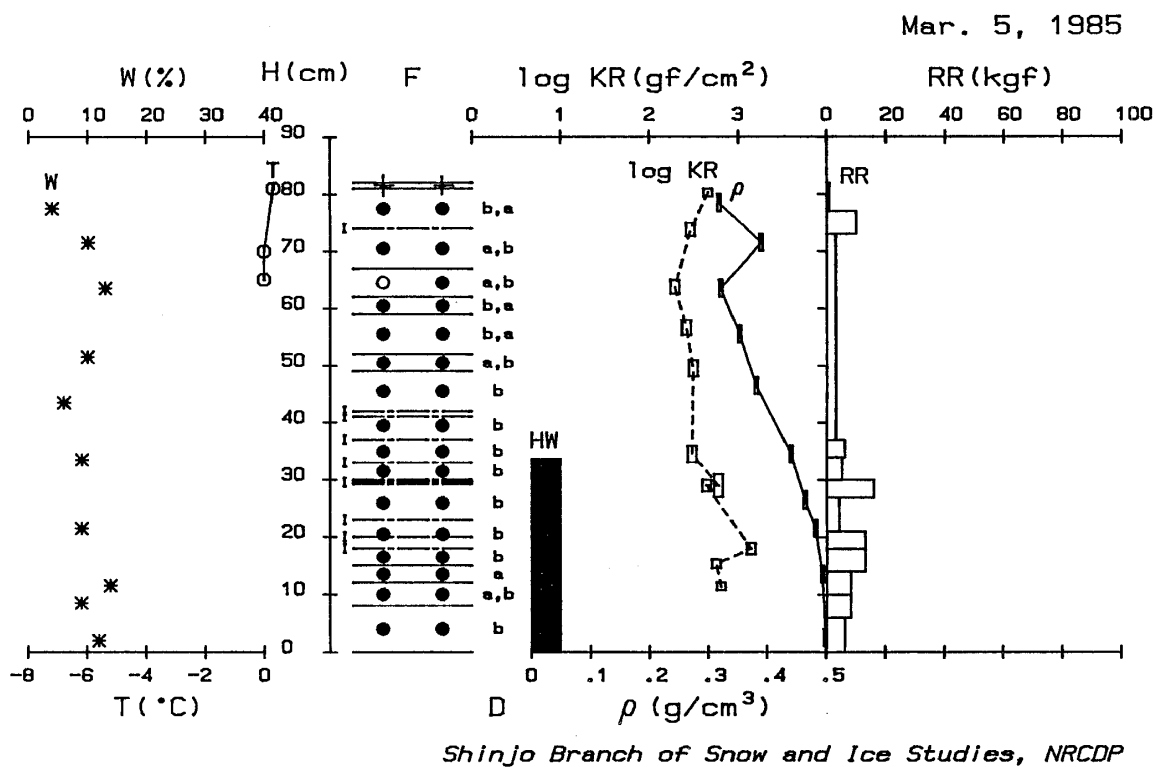 Mar. 5, 1985
W(%) H(cm) F log KR(gf/cm²) RR(kgf)
0 10 20 30 40 0 1 2 3 0 20 40 60 80 100
90
W T log KR ρ RR
80
b,a
70 a,b
a,b
60 b,a
b,a
50 a,b
b
40 b
HW
b
30 b
b
20 b
b
a
10 a,b
b
0
-8 -6 -4 -2 0 0 .1 .2 .3 .4 .5
T(°C) D ρ (g/cm³)
Shinjo Branch of Snow and Ice Studies, NRCDP